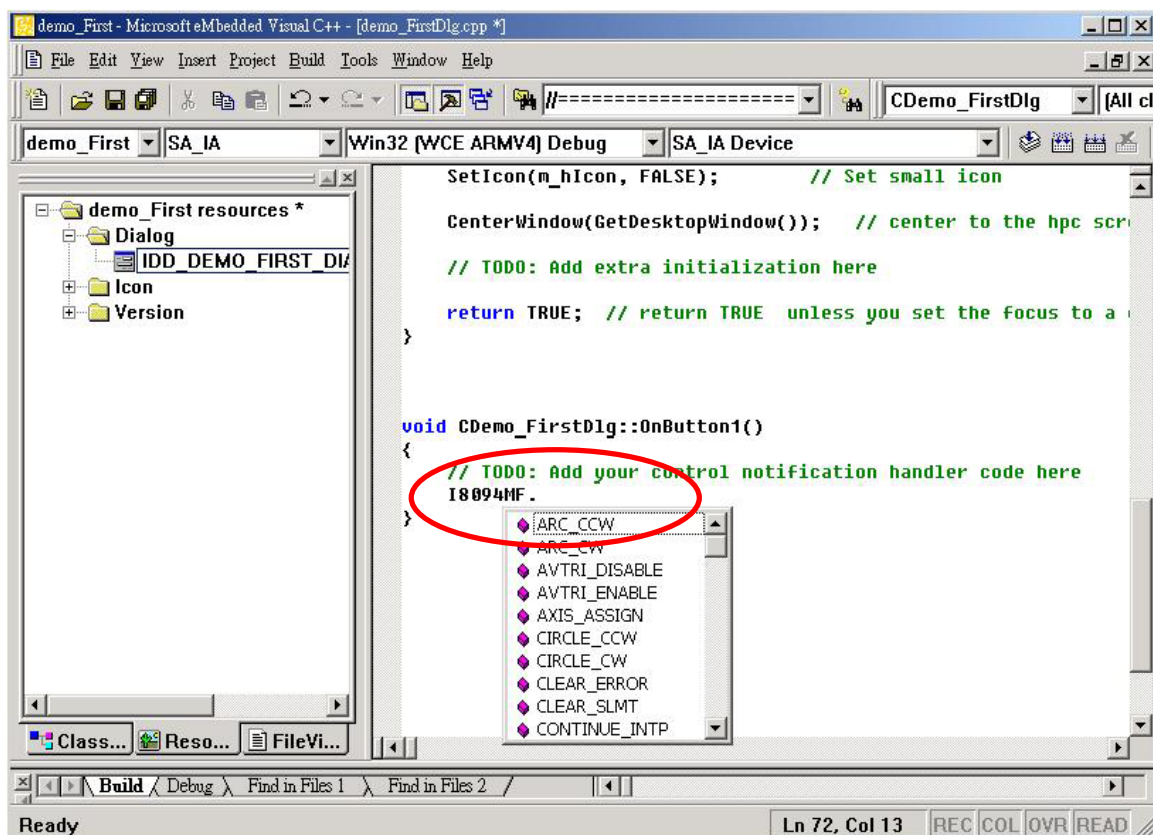 demo_First - Microsoft eMbedded Visual C++ - [demo_FirstDlg.cpp *]
File Edit View Insert Project Build Tools Window Help
//===================== CDemo_FirstDlg (All cl
demo_First SA_IA Win32 (WCE ARMV4) Debug SA_IA Device
demo_First resources *
Dialog
IDD_DEMO_FIRST_DIA
Icon
Version
SetIcon(m_hIcon, FALSE); // Set small icon
CenterWindow(GetDesktopWindow()); // center to the hpc scr
// TODO: Add extra initialization here
return TRUE; // return TRUE unless you set the focus to a
}
void CDemo_FirstDlg::OnButton1()
{
// TODO: Add your control notification handler code here
I8094MF.
}
ARC_CCW
ARC_CW
AVTRI_DISABLE
AVTRI_ENABLE
AXIS_ASSIGN
CIRCLE_CCW
CIRCLE_CW
CLEAR_ERROR
CLEAR_SLMT
CONTINUE_INTP
Class... Reso... FileVi...
Build Debug Find in Files 1 Find in Files 2
Ready Ln 72, Col 13 REC COL OVR READ